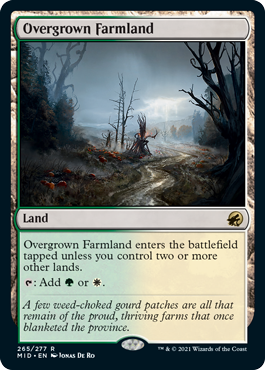 Overgrown Farmland
Land
Overgrown Farmland enters the battlefield
tapped unless you control two or more
other lands.
: Add or .
A few weed-choked gourd patches are all that
remain of the proud, thriving farms that once
blanketed the province.
265/277 R
MID • EN Jonas De Ro
™ & © 2021 Wizards of the Coast